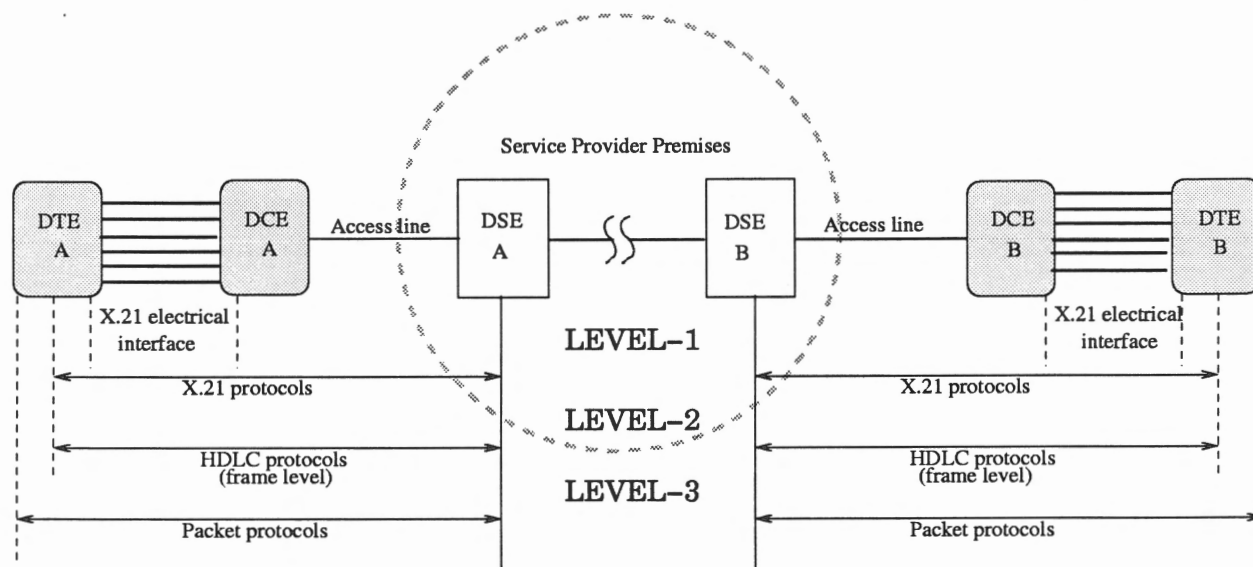 Service Provider Premises
DTE
A
DCE
A
Access line
DSE
A
DSE
B
Access line
DCE
B
DTE
B
X.21 electrical
interface
X.21 electrical
interface
LEVEL-1
X.21 protocols
X.21 protocols
LEVEL-2
HDLC protocols
(frame level)
HDLC protocols
(frame level)
LEVEL-3
Packet protocols
Packet protocols